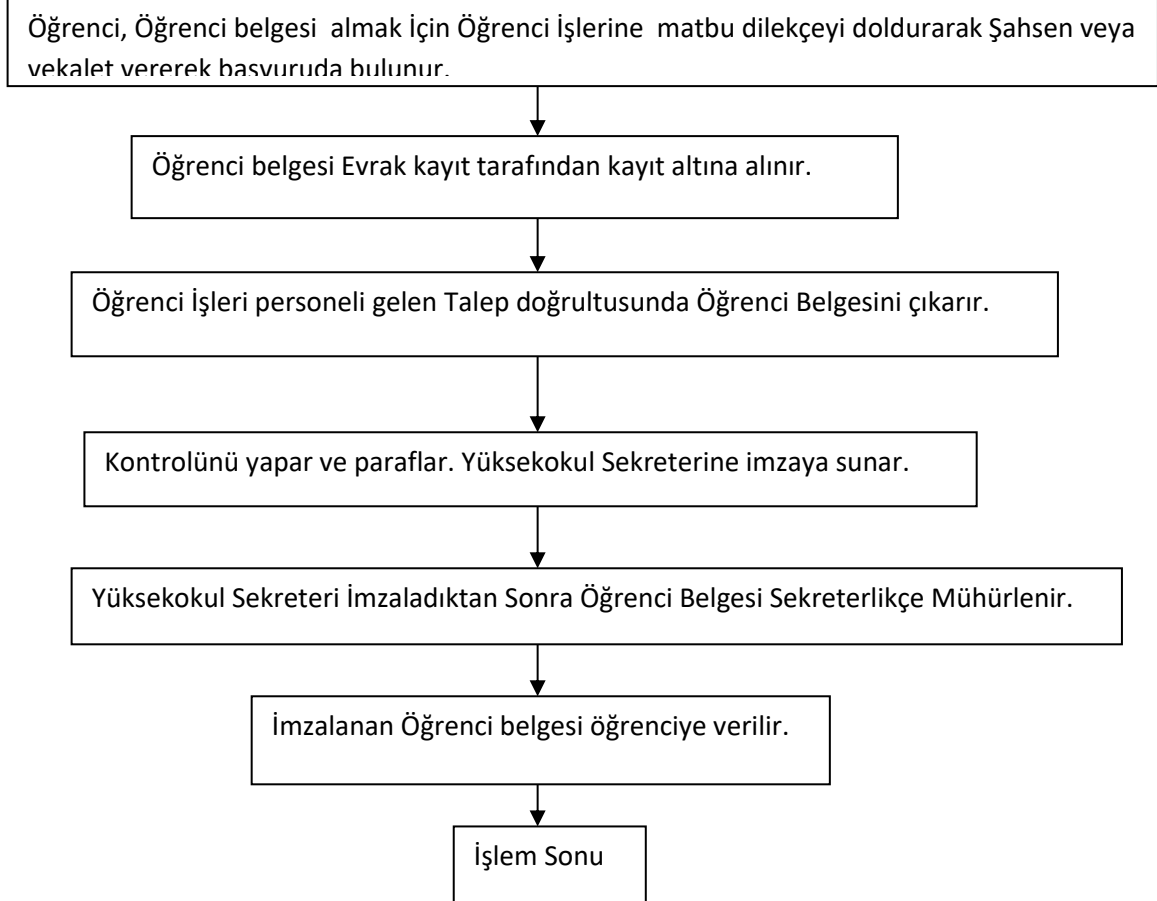 Öğrenci, Öğrenci belgesi almak İçin Öğrenci İşlerine matbu dilekçeyi doldurarak Şahsen veya
vekalet vererek başvuruda bulunur.
Öğrenci belgesi Evrak kayıt tarafından kayıt altına alınır.
Öğrenci İşleri personeli gelen Talep doğrultusunda Öğrenci Belgesini çıkarır.
Kontrolünü yapar ve paraflar. Yüksekokul Sekreterine imzaya sunar.
Yüksekokul Sekreteri İmzaladıktan Sonra Öğrenci Belgesi Sekreterlikçe Mühürlenir.
İmzalanan Öğrenci belgesi öğrenciye verilir.
İşlem Sonu